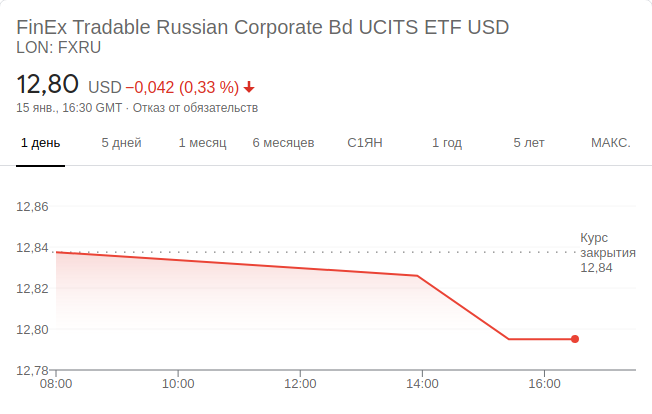 FinEx Tradable Russian Corporate Bd UCITS ETF USD
LON: FXRU
12,80 USD −0,042 (0,33 %)
15 янв., 16:30 GMT · Отказ от обязательств
1 день 5 дней 1 месяц 6 месяцев С1ЯН 1 год 5 лет МАКС.
12,86
Курс
12,84 закрытия
12,84
12,82
12,80
12,78
08:00 10:00 12:00 14:00 16:00